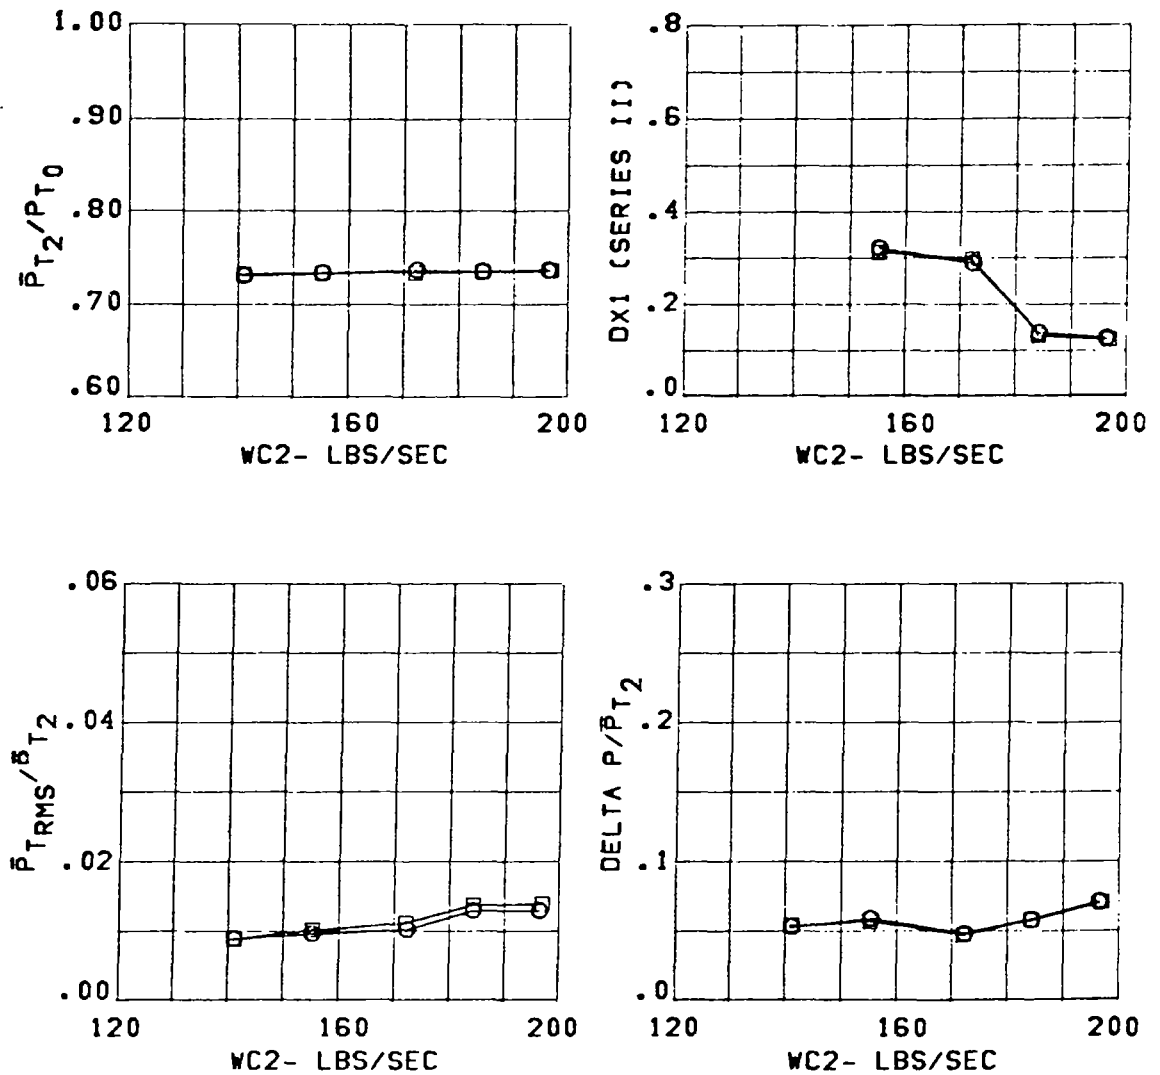 1.00
.90
.80
.70
.60
P̄T2/PT0
120 160 200
WC2- LBS/SEC
.8
.6
.4
.2
.0
DX1 (SERIES II)
120 160 200
WC2- LBS/SEC
.06
.04
.02
.00
P̄TRMS/P̄T2
120 160 200
WC2- LBS/SEC
.3
.2
.1
.0
DELTA P/P̄T2
120 160 200
WC2- LBS/SEC